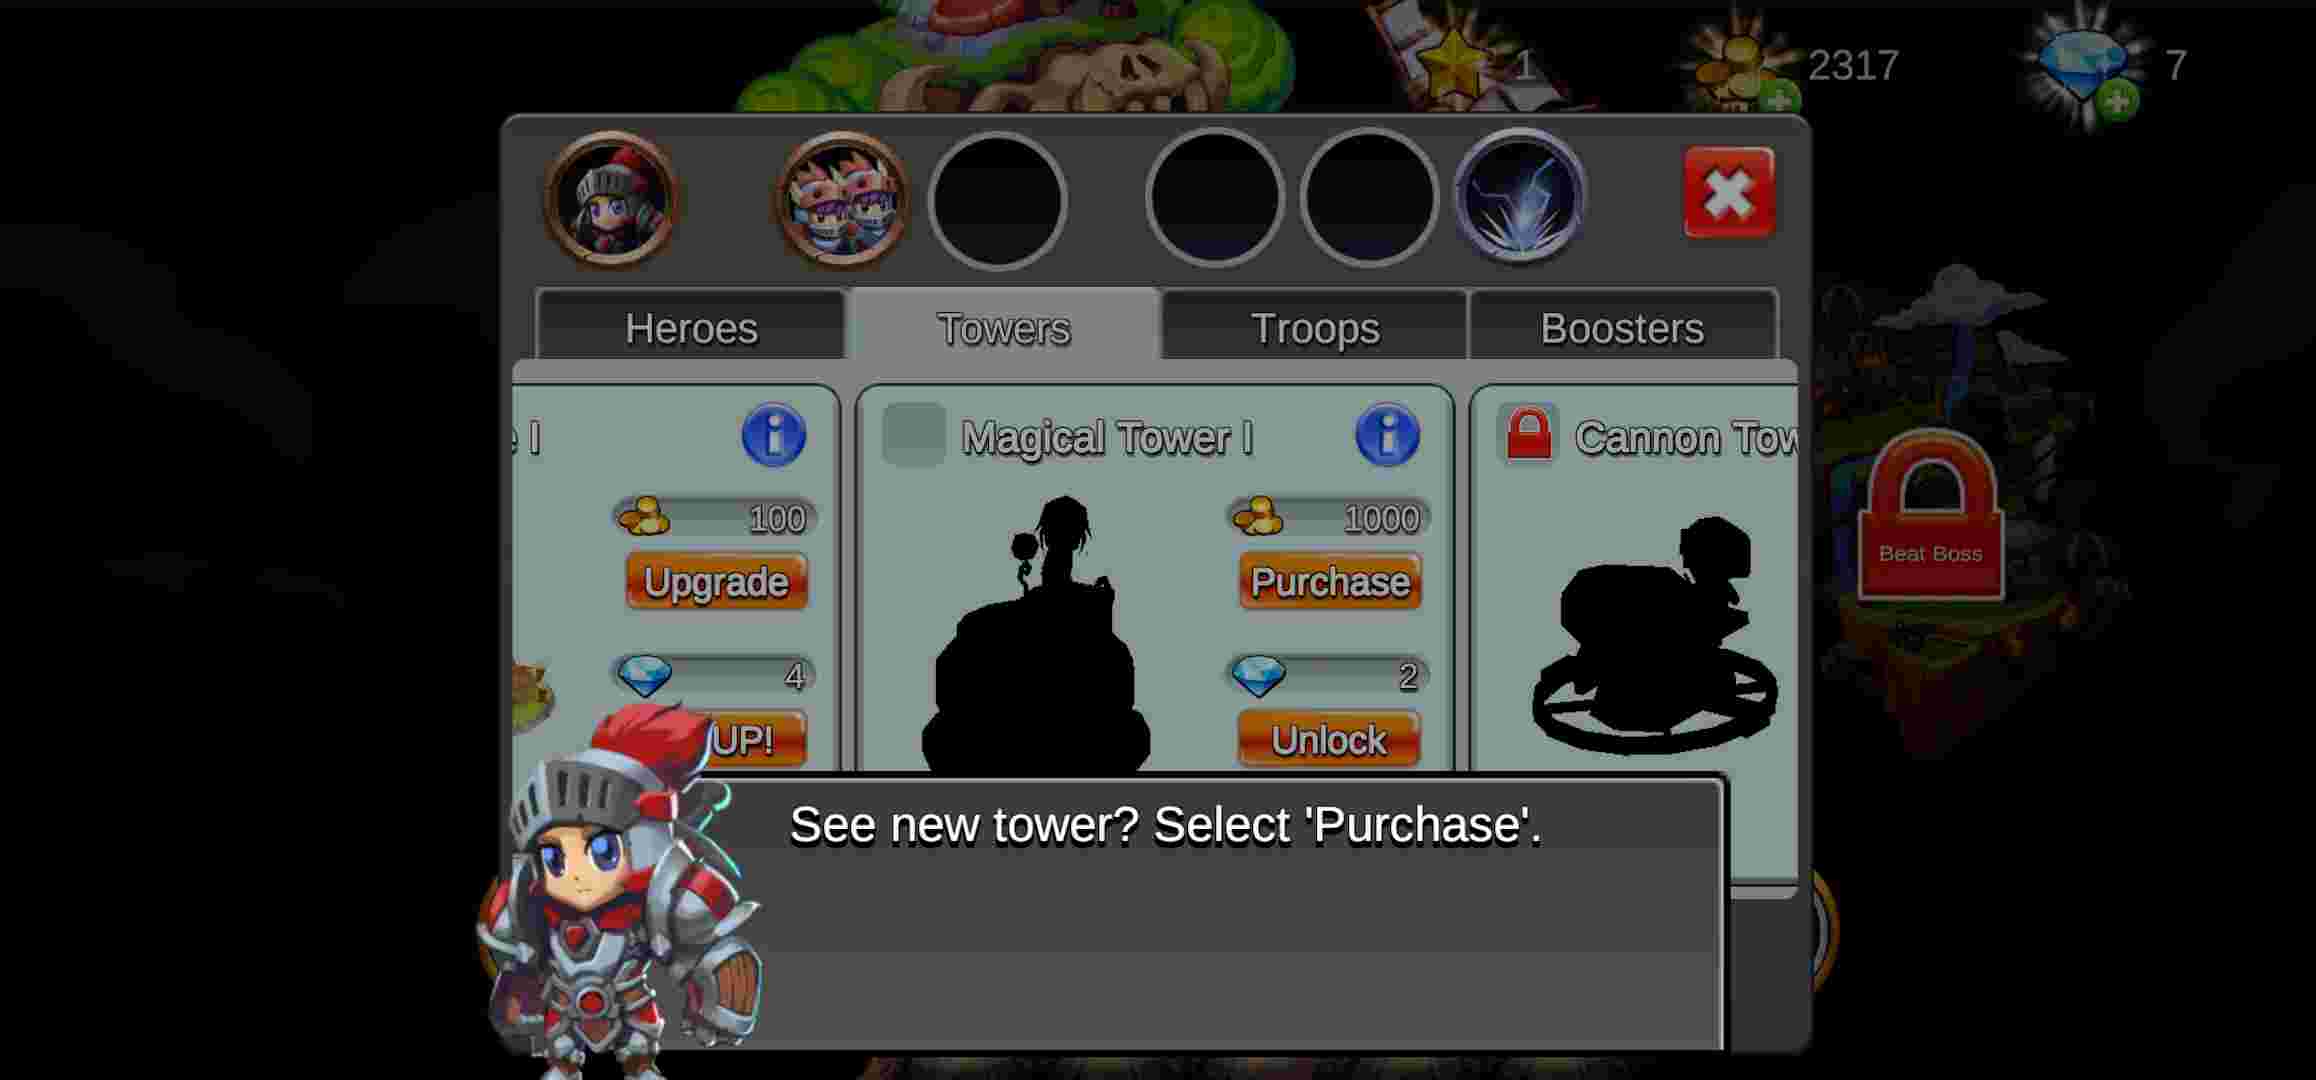 1
2317
7
Heroes
Towers
Troops
Boosters
e I
Magical Tower I
Cannon Tow
100
1000
Upgrade
Purchase
Beat Boss
4
2
UP!
Unlock
See new tower? Select 'Purchase'.